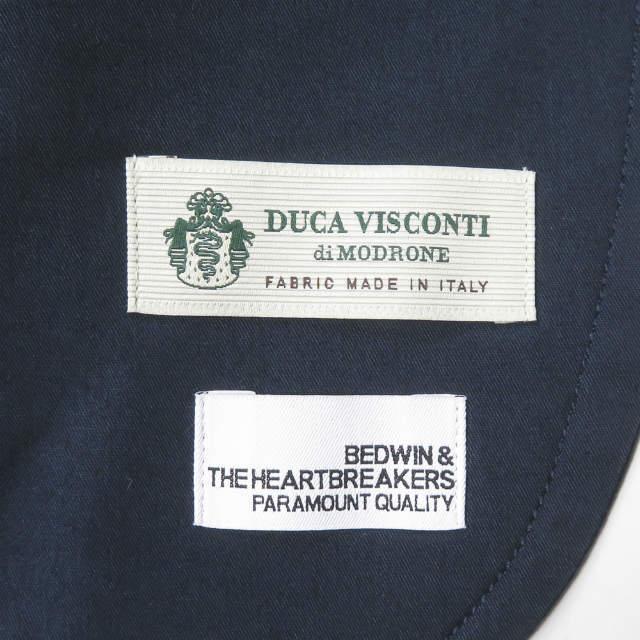 DUCA VISCONTI
di MODRONE
FABRIC MADE IN ITALY
BEDWIN &
THE HEARTBREAKERS
PARAMOUNT QUALITY